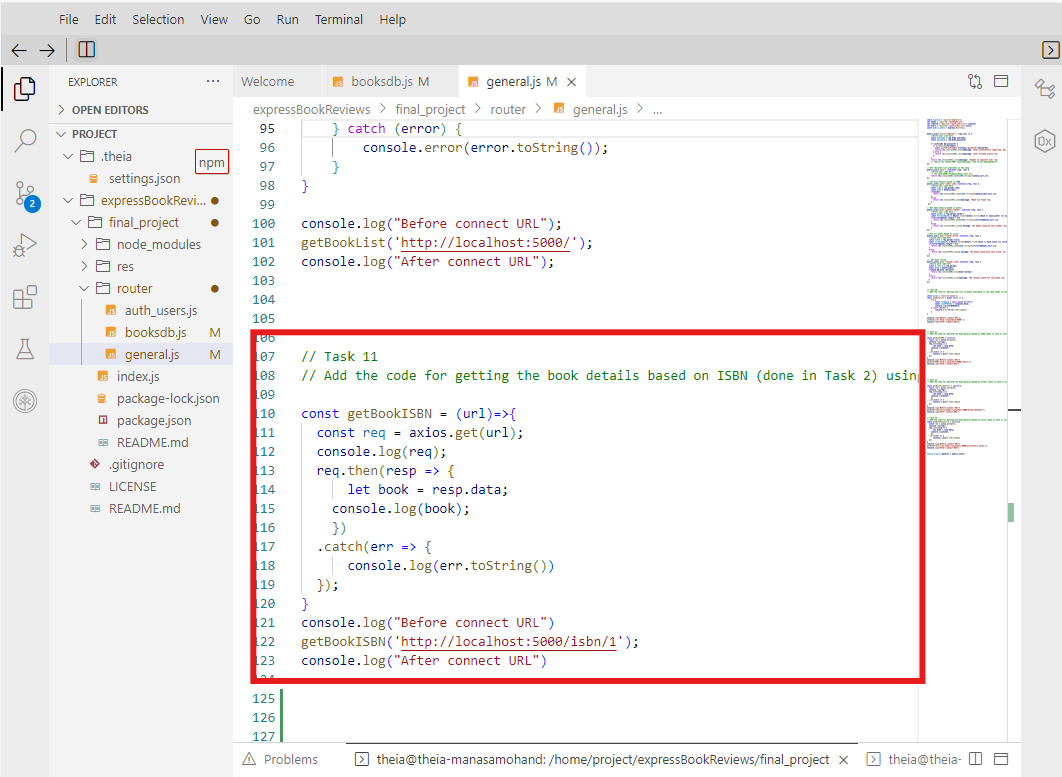 File Edit Selection View Go Run Terminal Help
EXPLORER ...
OPEN EDITORS
PROJECT
.theia
npm
settings.json
expressBookRevi...
2
final_project
node_modules
res
router
auth_users.js
booksdb.js M
general.js M
index.js
package-lock.json
package.json
README.md
.gitignore
LICENSE
README.md
Welcome booksdb.js M general.js M
expressBookReviews > final_project > router > general.js > ...
95 } catch (error) {
96 console.error(error.toString());
97 }
98 }
99
100 console.log("Before connect URL");
101 getBookList('http://localhost:5000/');
102 console.log("After connect URL");
103
104
105
106
107 // Task 11
108 // Add the code for getting the book details based on ISBN (done in Task 2) using
109
110 const getBookISBN = (url)=>{
111 const req = axios.get(url);
112 console.log(req);
113 req.then(resp => {
114 let book = resp.data;
115 console.log(book);
116 })
117 .catch(err => {
118 console.log(err.toString())
119 });
120 }
121 console.log("Before connect URL")
122 getBookISBN('http://localhost:5000/isbn/1');
123 console.log("After connect URL")
124
125
126
127
Problems theia@theia-manasamohand: /home/project/expressBookReviews/final_project theia@theia-
0x